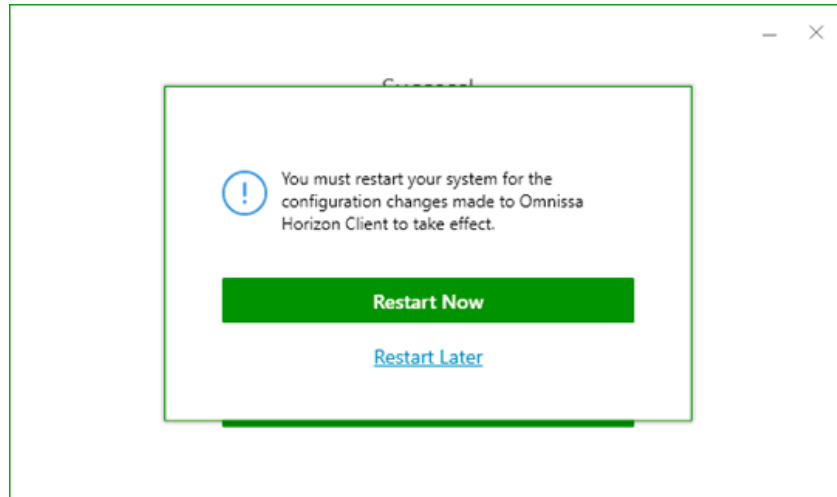 You must restart your system for the
configuration changes made to Omnissa
Horizon Client to take effect.
Restart Now
Restart Later